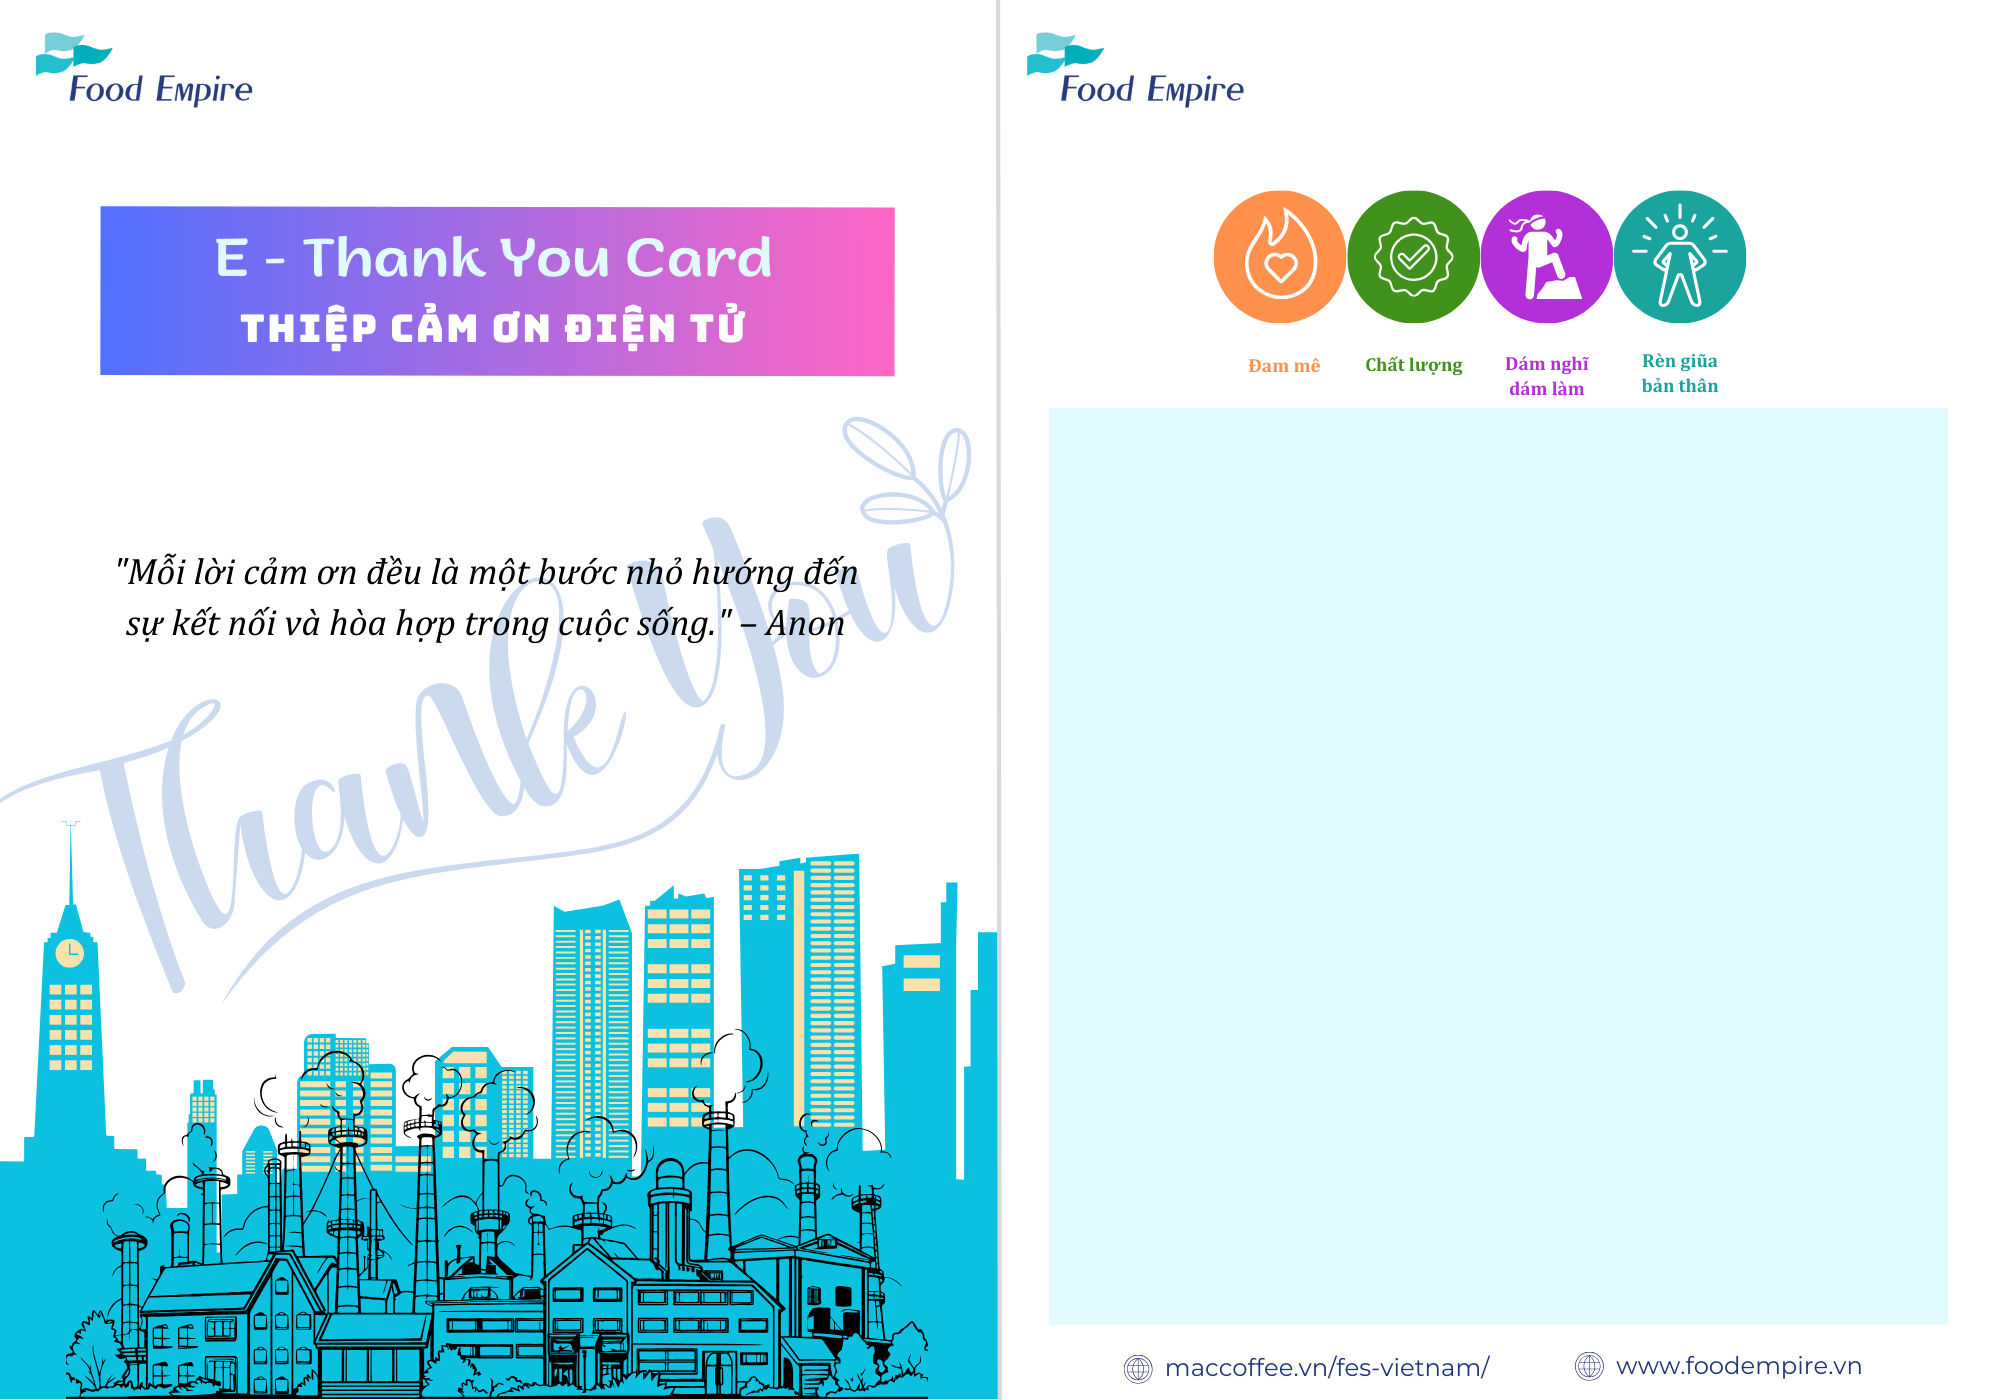 Food Empire
E - Thank You Card
THIỆP CẢM ƠN ĐIỆN TỬ
"Mỗi lời cảm ơn đều là một bước nhỏ hướng đến
sự kết nối và hòa hợp trong cuộc sống." – Anon
Thank You
Food Empire
Đam mê
Chất lượng
Dám nghĩ
dám làm
Rèn giũa
bản thân
maccoffee.vn/fes-vietnam/
www.foodempire.vn